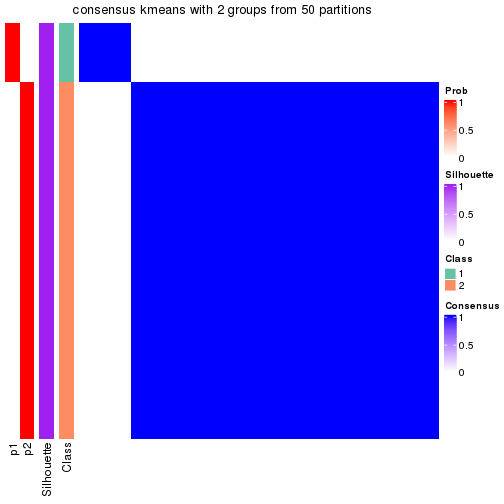 consensus kmeans with 2 groups from 50 partitions
Prob
1
0.5
0
Silhouette
1
0.5
0
Class
1
2
Consensus
1
0.5
0
p1
p2
Silhouette
Class